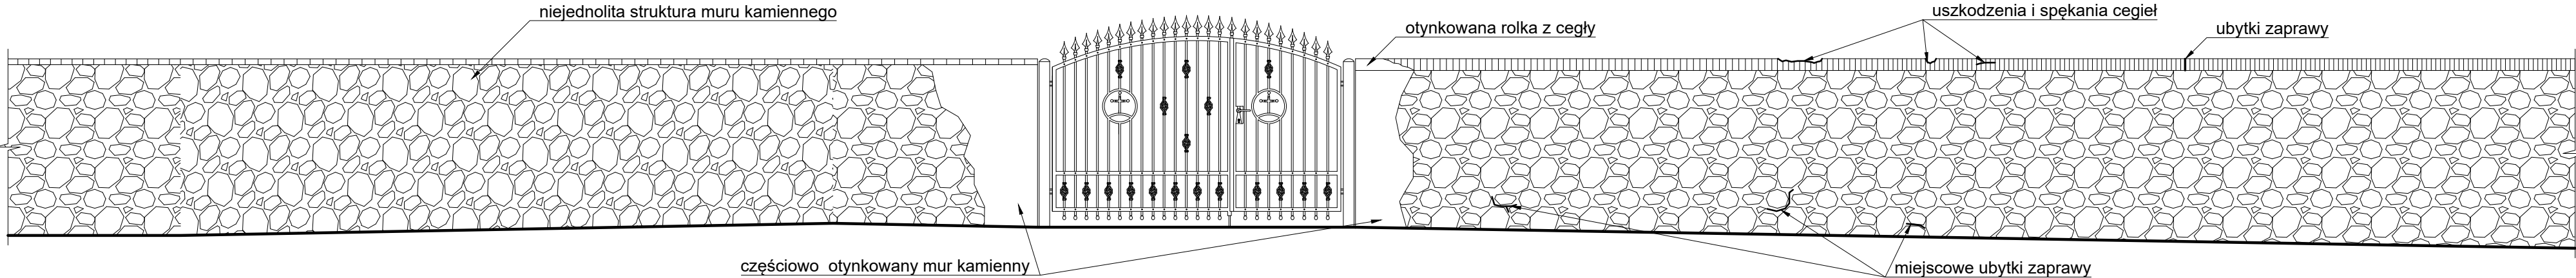 niejednolita struktura muru kamiennego
otynkowana rolka z cegły
uszkodzenia i spękania cegieł
ubytki zaprawy
częściowo  otynkowany mur kamienny
miejscowe ubytki zaprawy